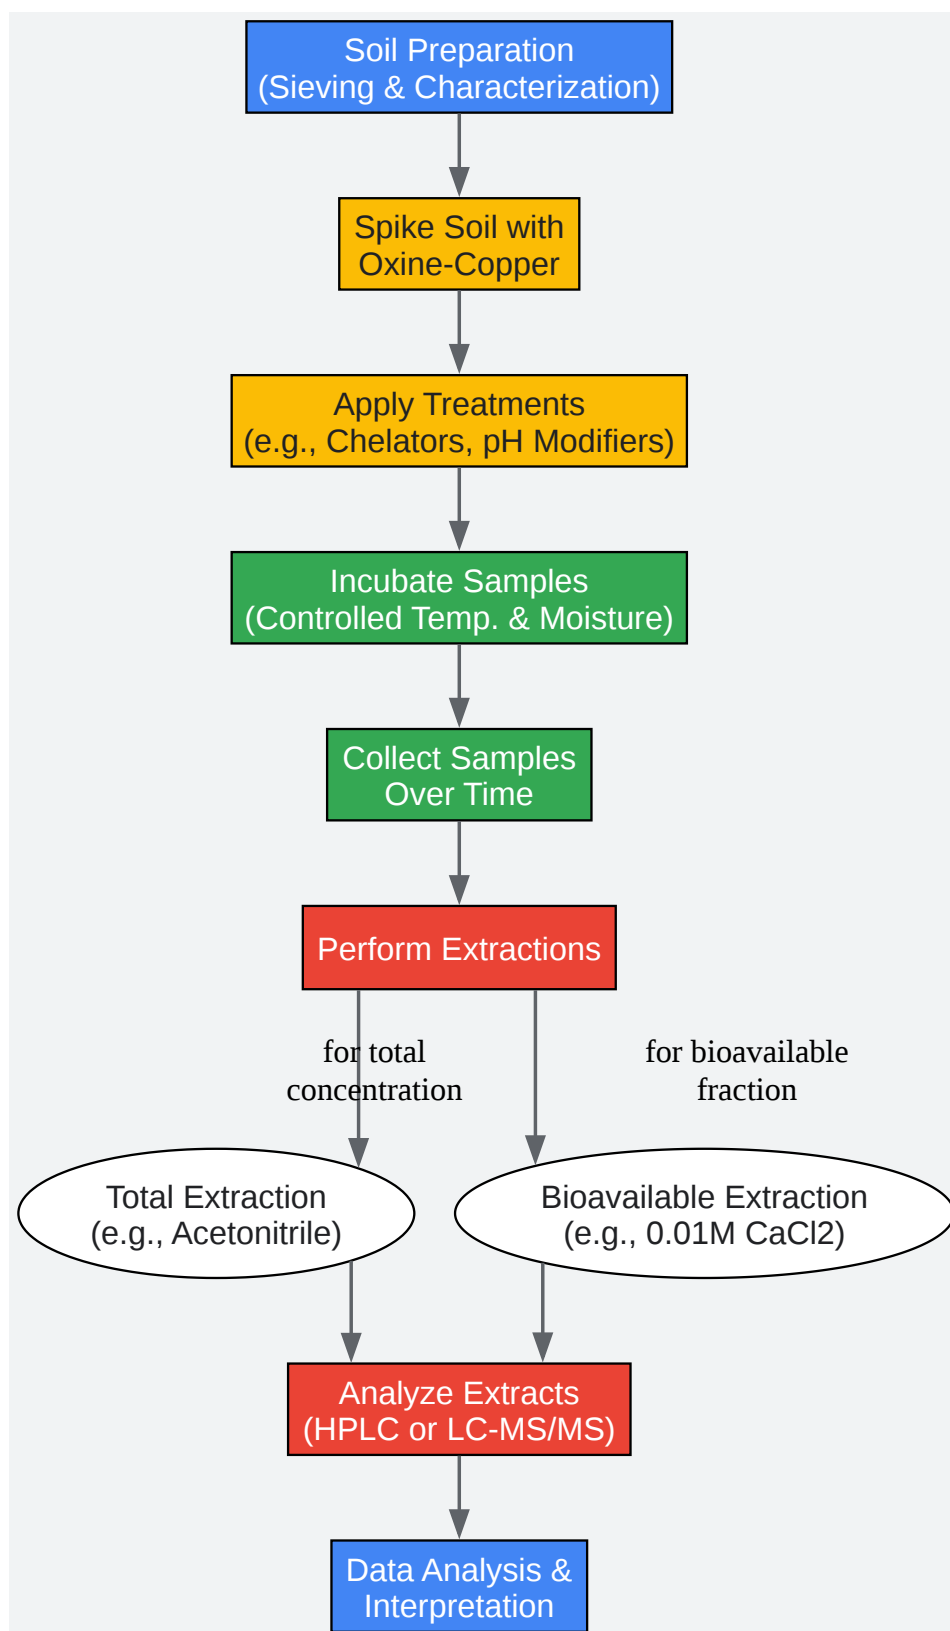 Soil Preparation
(Sieving & Characterization)
Spike Soil with
Oxine-Copper
Apply Treatments
(e.g., Chelators, pH Modifiers)
Incubate Samples
(Controlled Temp. & Moisture)
Collect Samples
Over Time
Perform Extractions
for total
concentration
for bioavailable
fraction
Total Extraction
(e.g., Acetonitrile)
Bioavailable Extraction
(e.g., 0.01M CaCl2)
Analyze Extracts
(HPLC or LC-MS/MS)
Data Analysis &
Interpretation